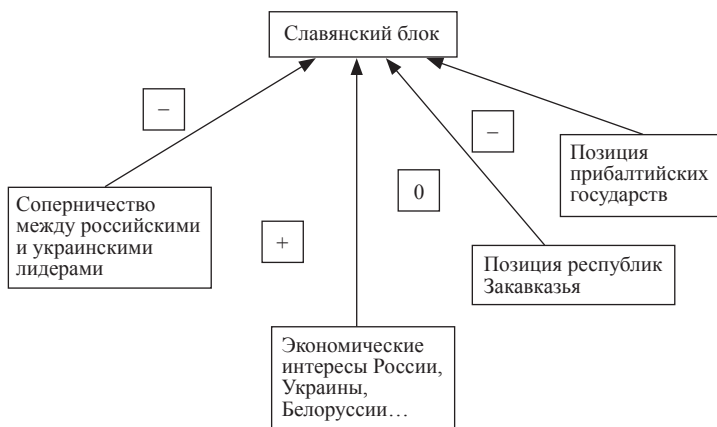 Славянский блок
–
–
Позиция
прибалтийских
государств
Соперничество
между российскими
и украинскими
лидерами
0
+
Позиция республик
Закавказья
Экономические
интересы России,
Украины,
Белоруссии…